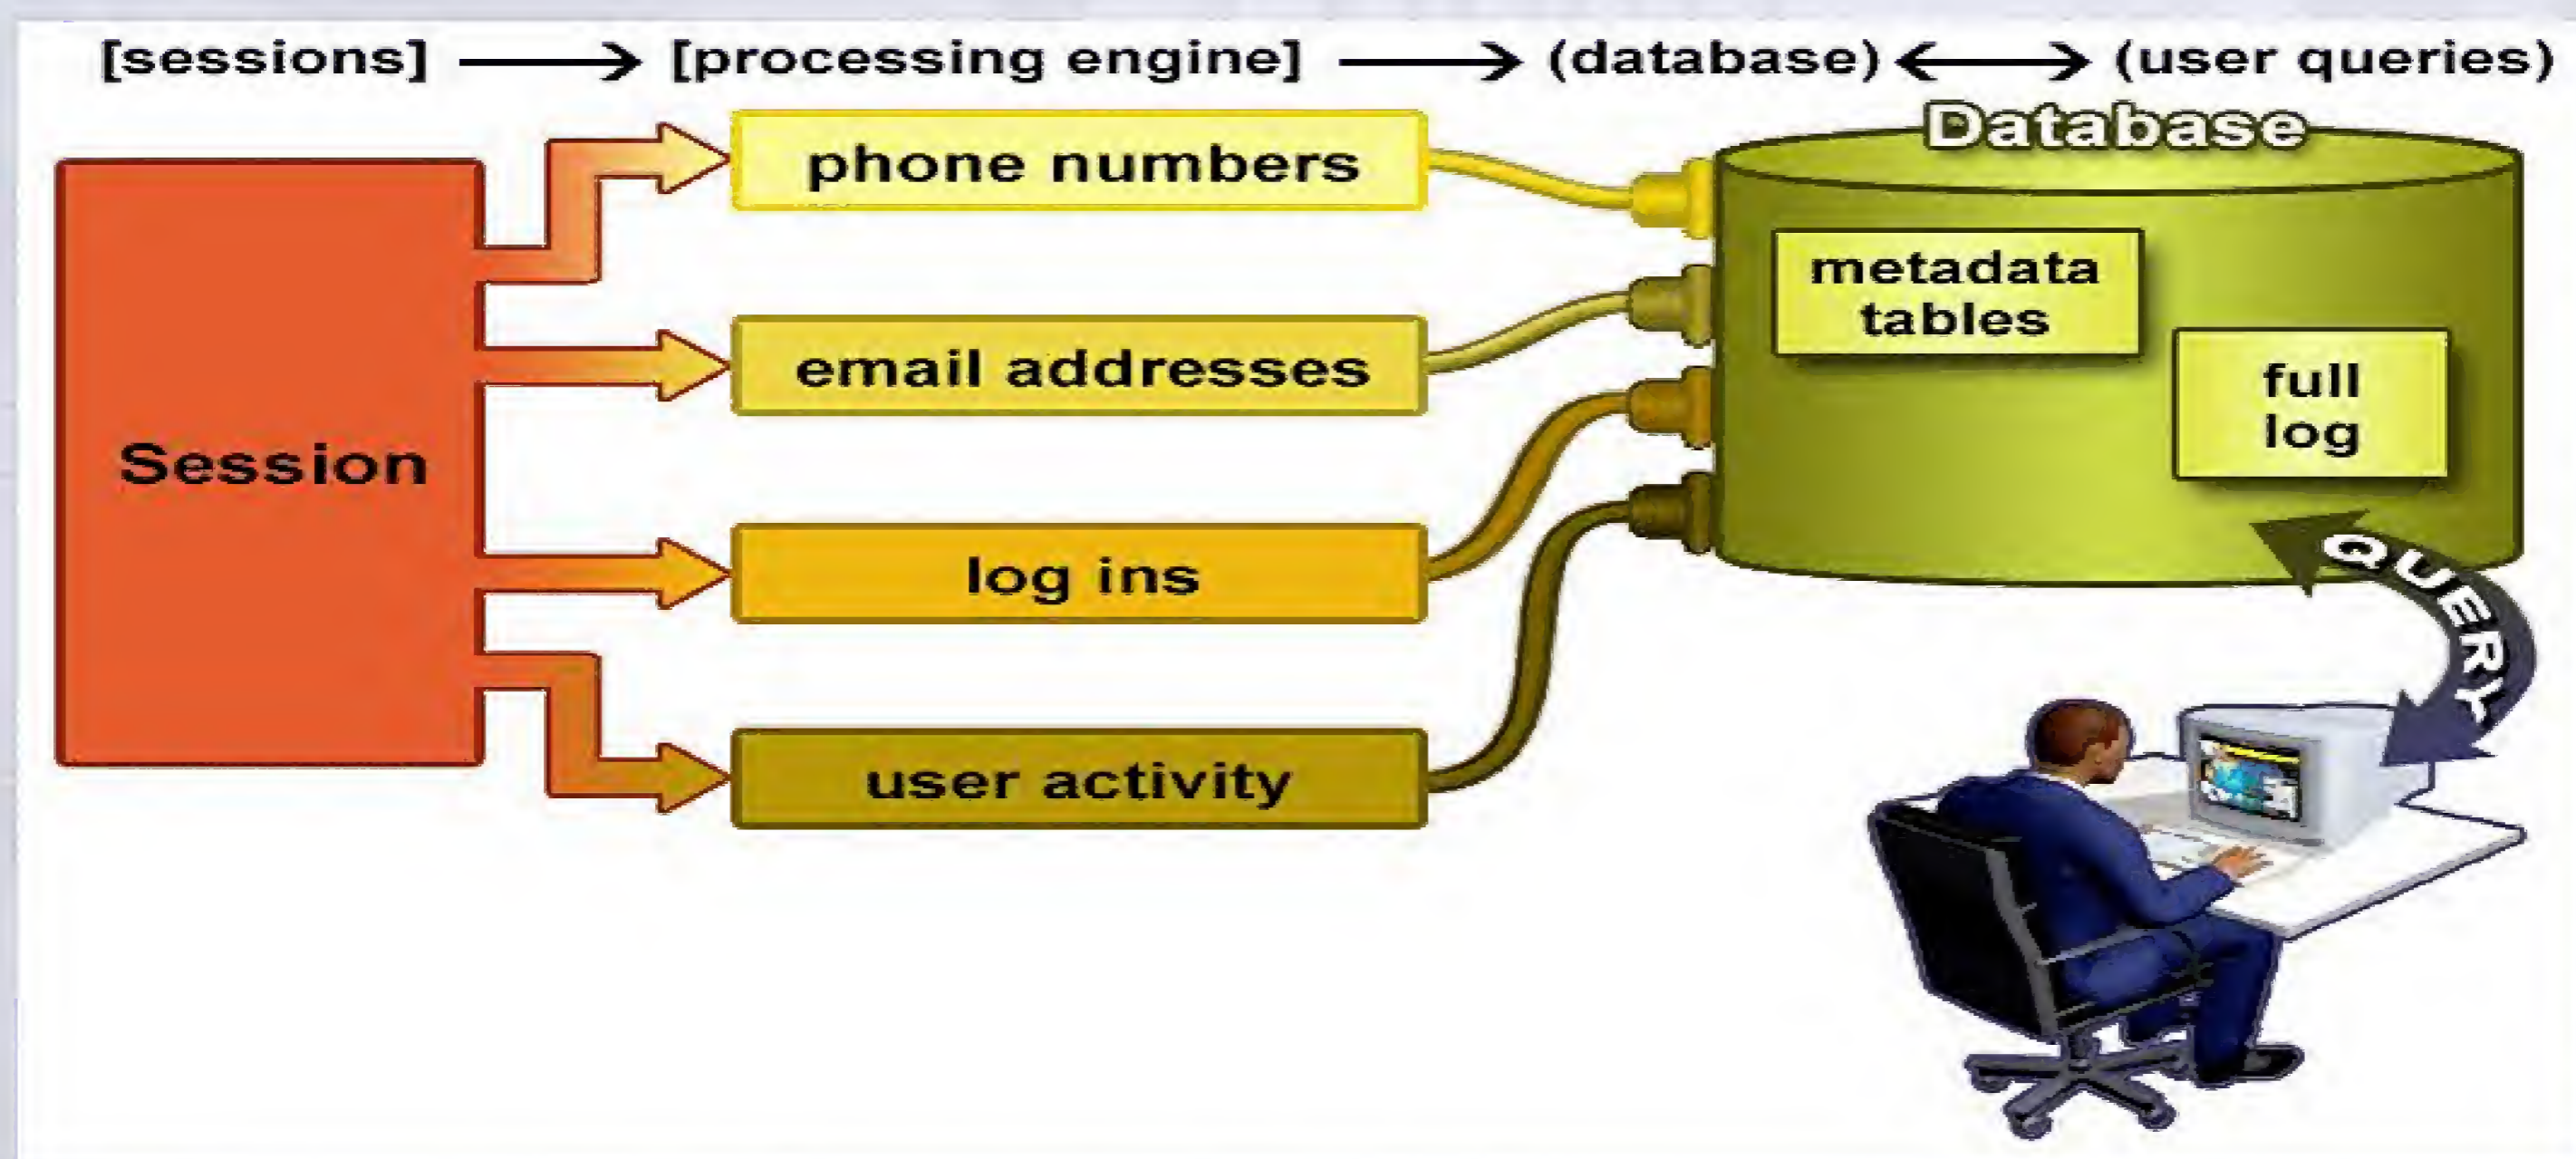 [sessions] → [processing engine] → (database) ↔ (user queries)
Database
phone numbers
metadata
tables
email addresses
full
log
Session
log ins
QUERY
user activity